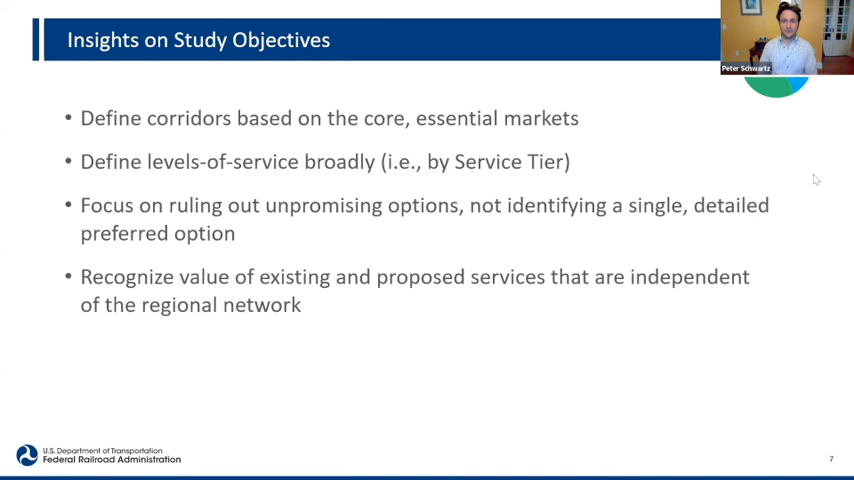 Insights on Study Objectives
Peter Schwartz
• Define corridors based on the core, essential markets
• Define levels-of-service broadly (i.e., by Service Tier)
• Focus on ruling out unpromising options, not identifying a single, detailed
preferred option
• Recognize value of existing and proposed services that are independent
of the regional network
U.S. Department of Transportation
Federal Railroad Administration
7